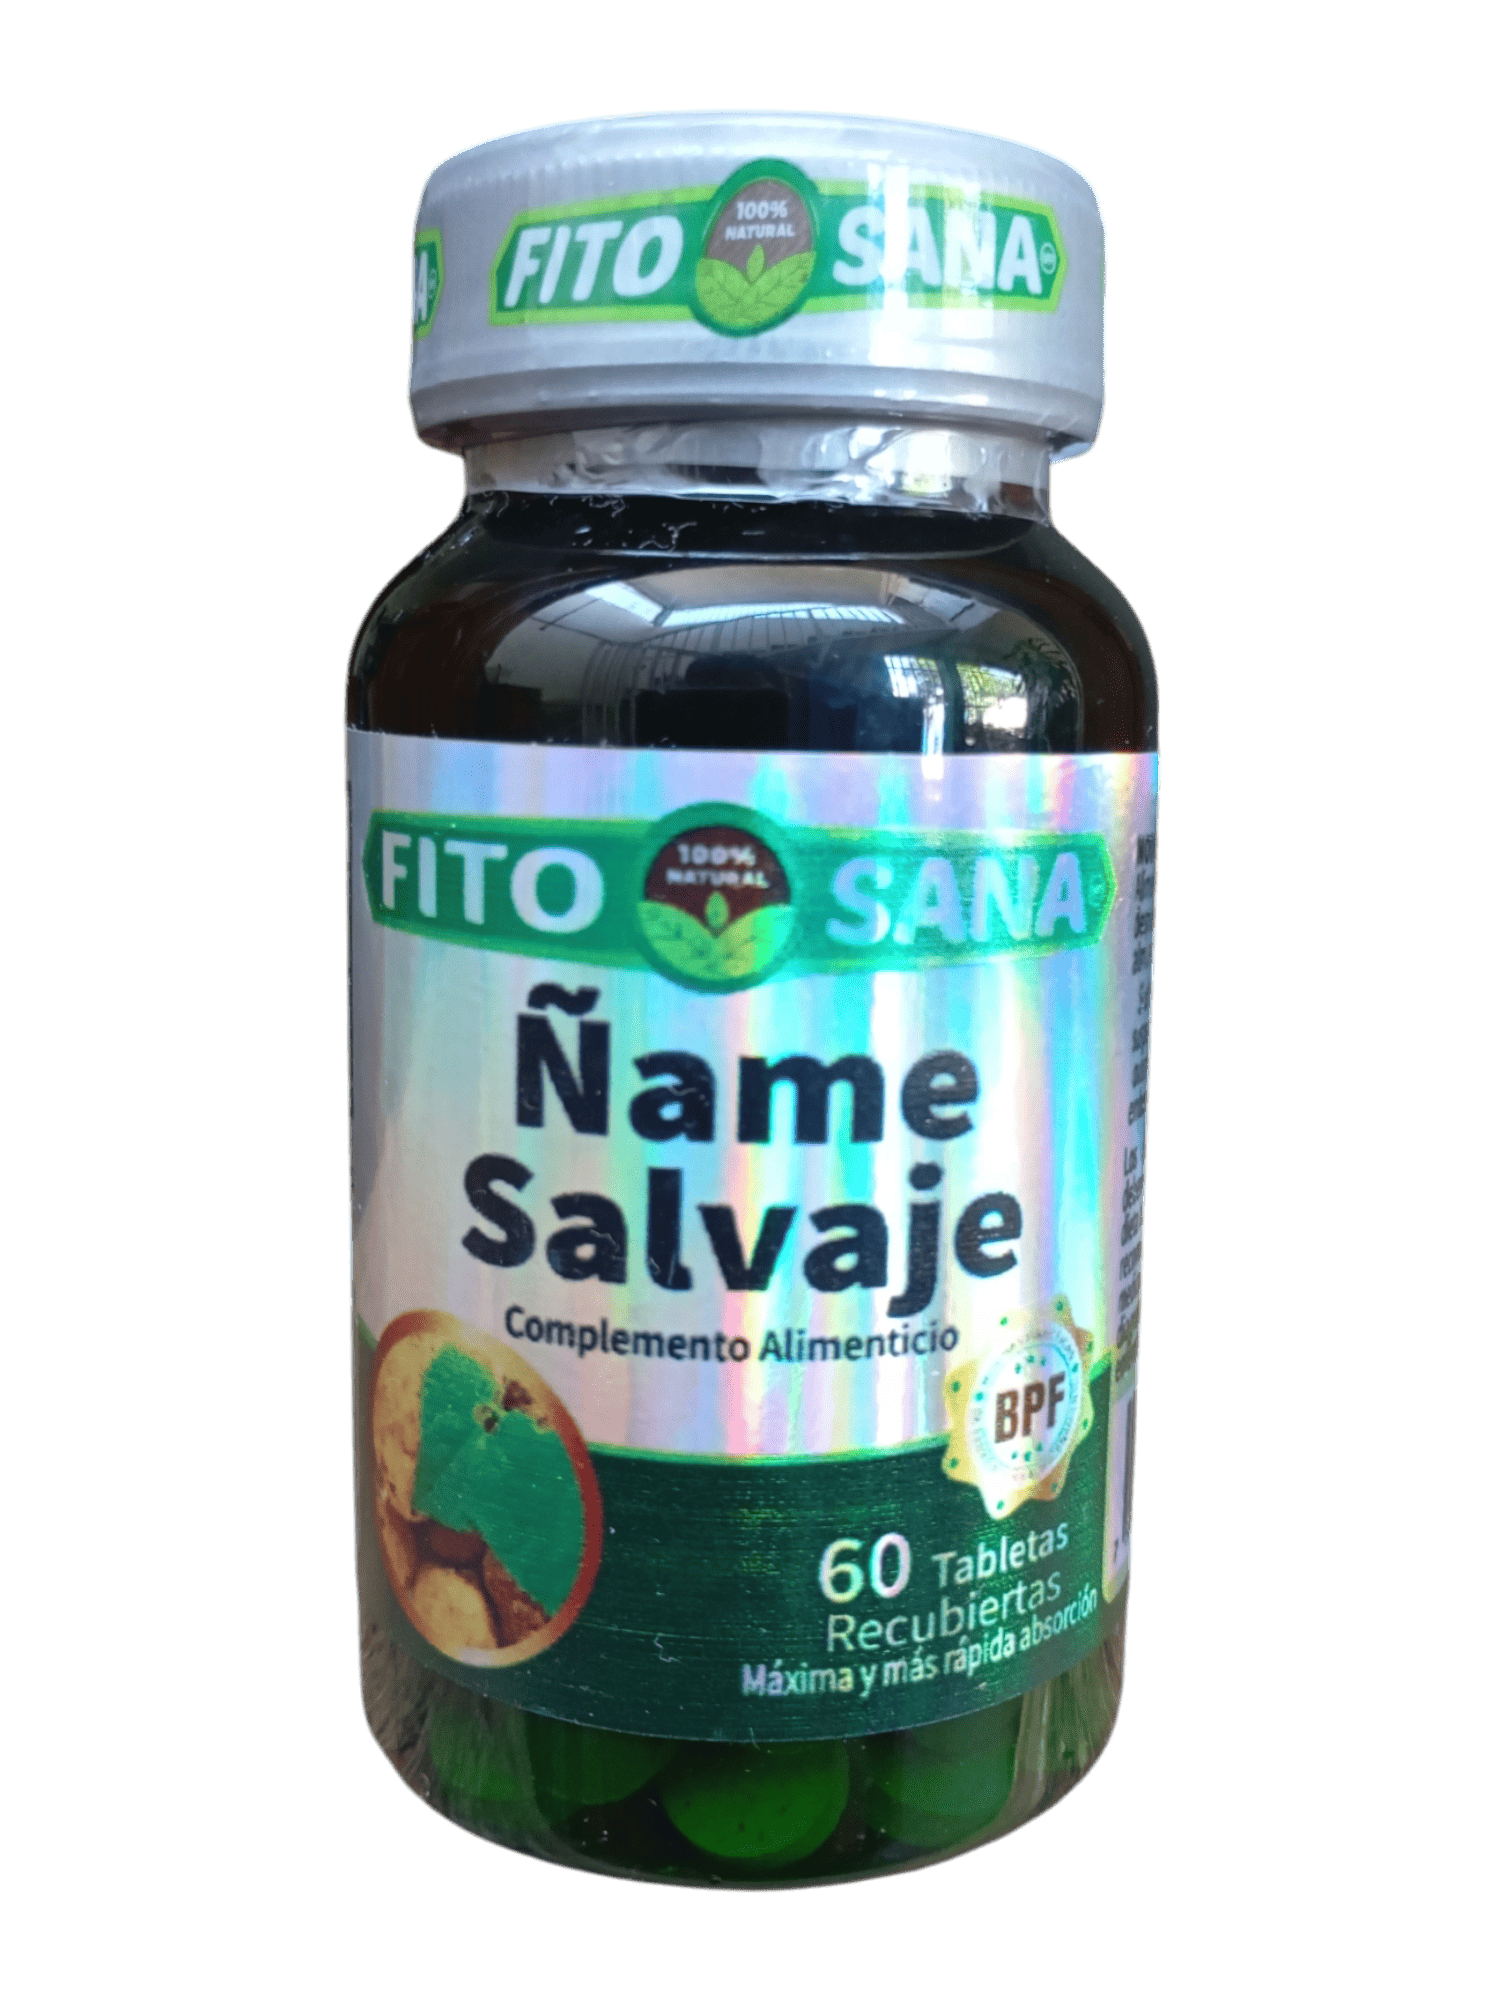 FITO 100% NATURAL SANA
FITO 100% NATURAL SANA
Ñame
Salvaje
Complemento Alimenticio
BPF
60 Tabletas
Recubiertas
Máxima y más rápida absorción